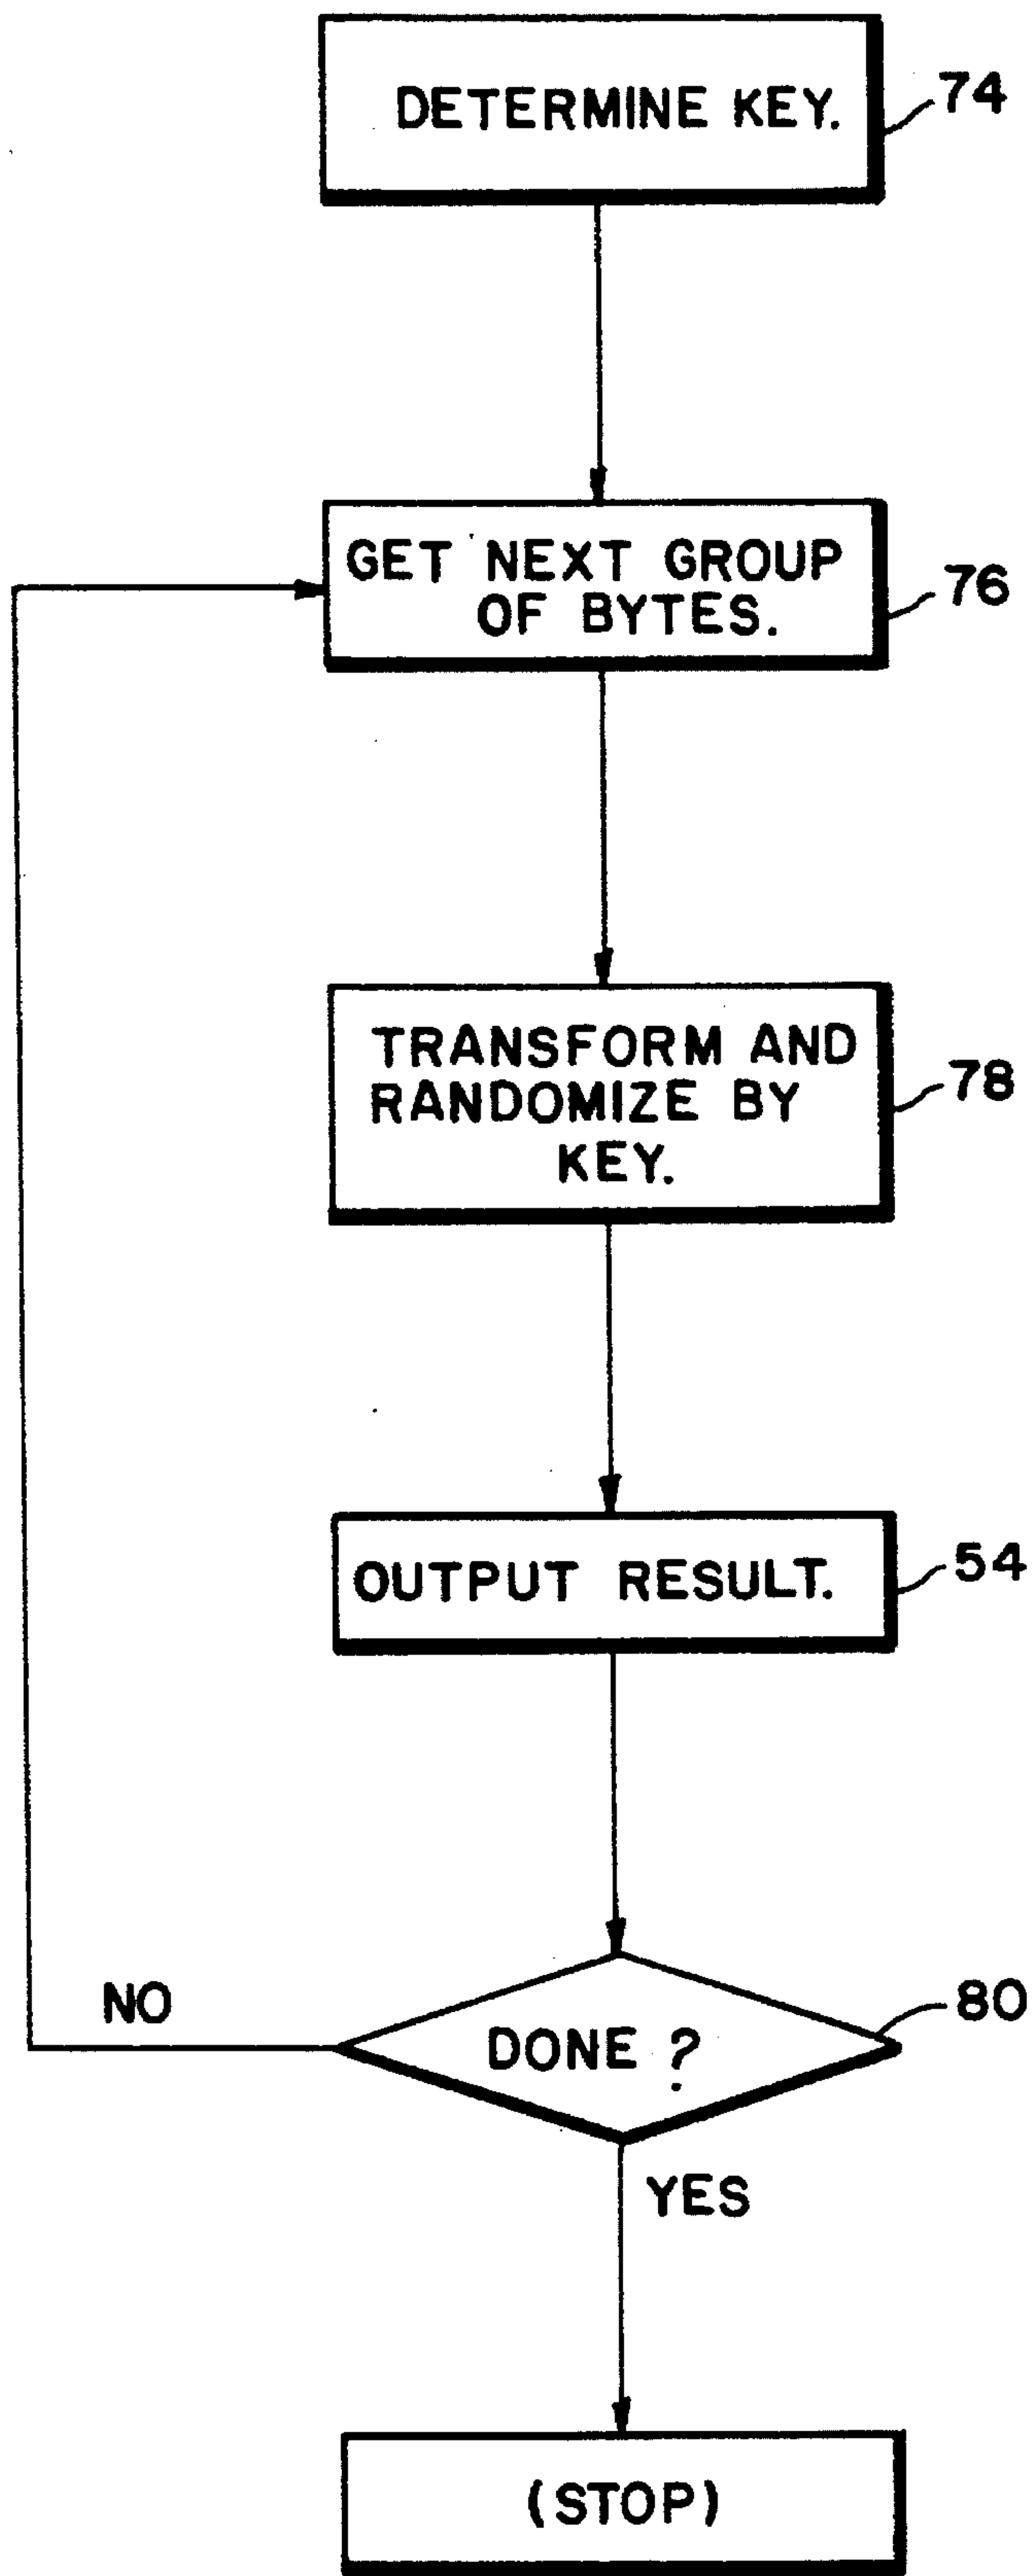 DETERMINE KEY.
74
GET NEXT GROUP
OF BYTES.
76
TRANSFORM AND
RANDOMIZE BY
KEY.
78
OUTPUT RESULT.
54
DONE ?
80
NO
YES
(STOP)